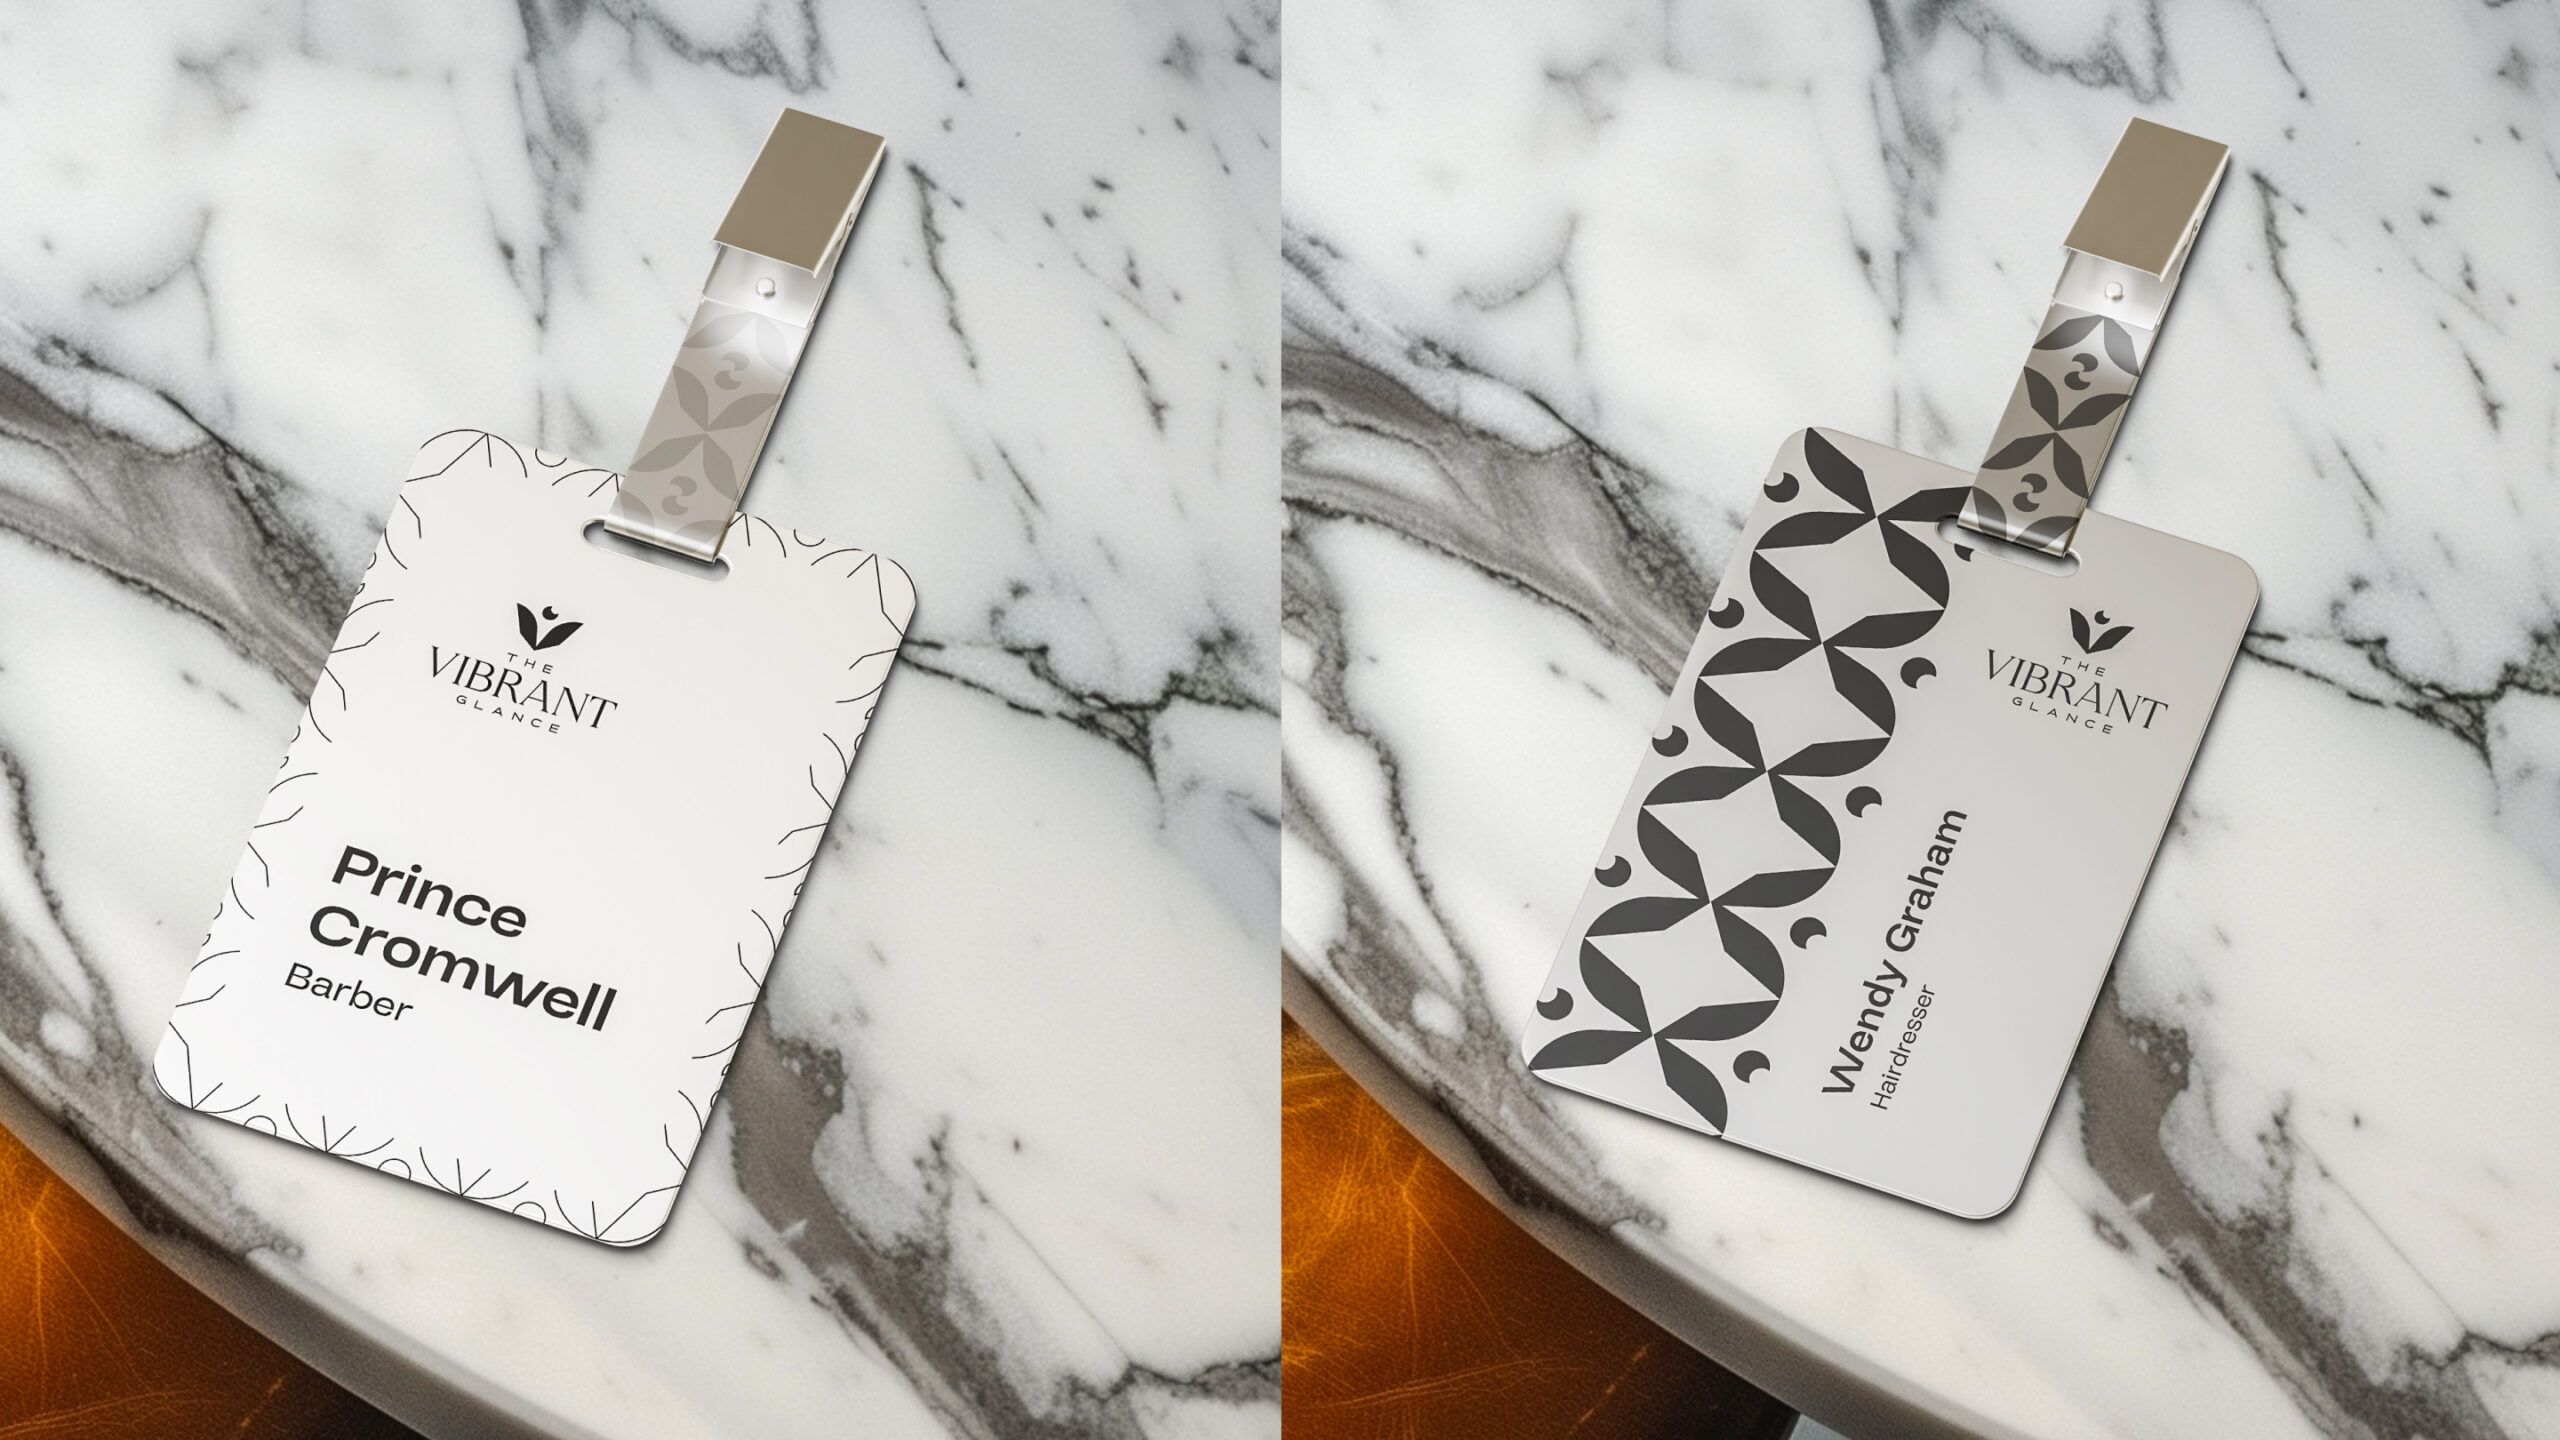 THE
VIBRANT
GLANCE
Prince
Cromwell
Barber
THE
VIBRANT
GLANCE
Wendy Graham
Hairdresser